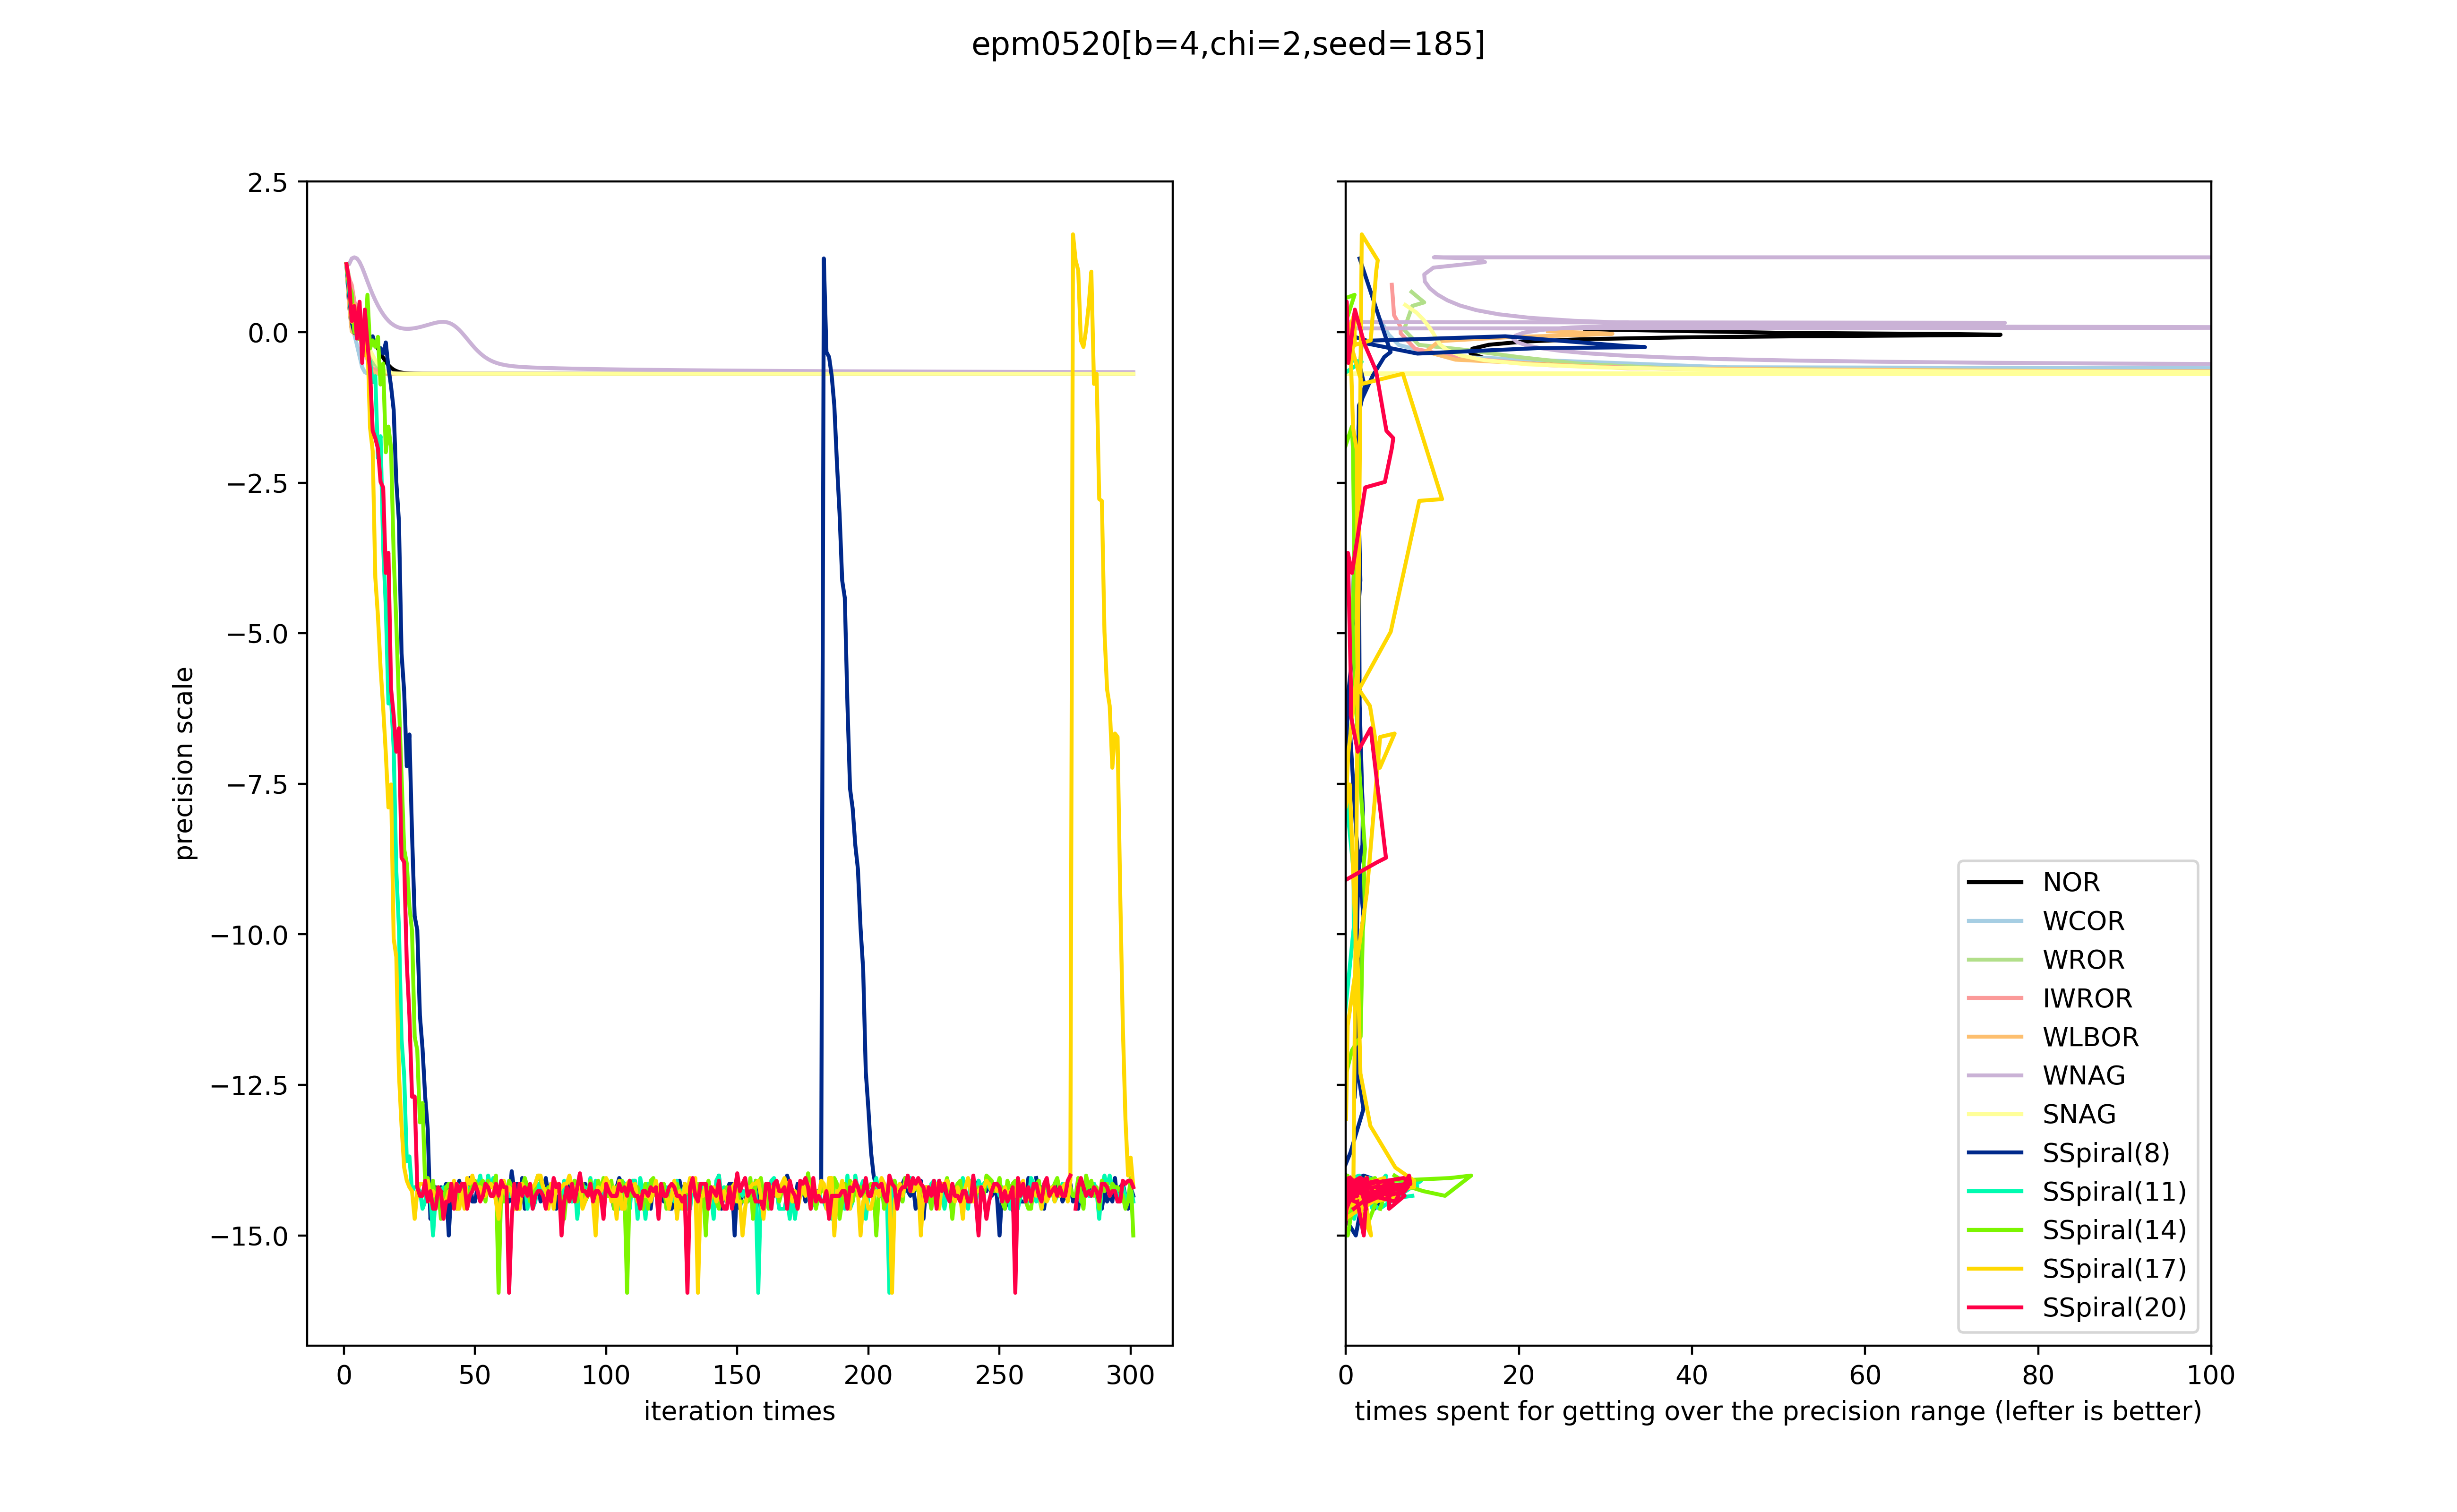 epm0520[b=4,chi=2,seed=185]
2.5
0.0
−2.5
−5.0
−7.5
−10.0
−12.5
−15.0
precision scale
0 50 100 150 200 250 300
iteration times
0 20 40 60 80 100
times spent for getting over the precision range (lefter is better)
NOR
WCOR
WROR
IWROR
WLBOR
WNAG
SNAG
SSpiral(8)
SSpiral(11)
SSpiral(14)
SSpiral(17)
SSpiral(20)